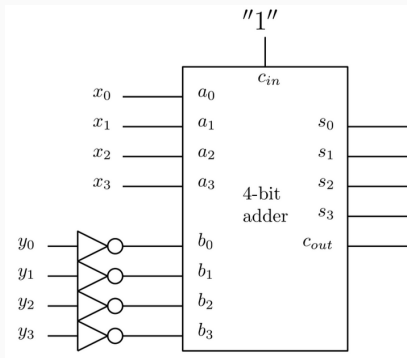 "1"
c_in
x_0 a_0
x_1 a_1 s_0
x_2 a_2 s_1
x_3 a_3 s_2
4-bit
adder s_3
y_0 b_0 c_out
y_1 b_1
y_2 b_2
y_3 b_3